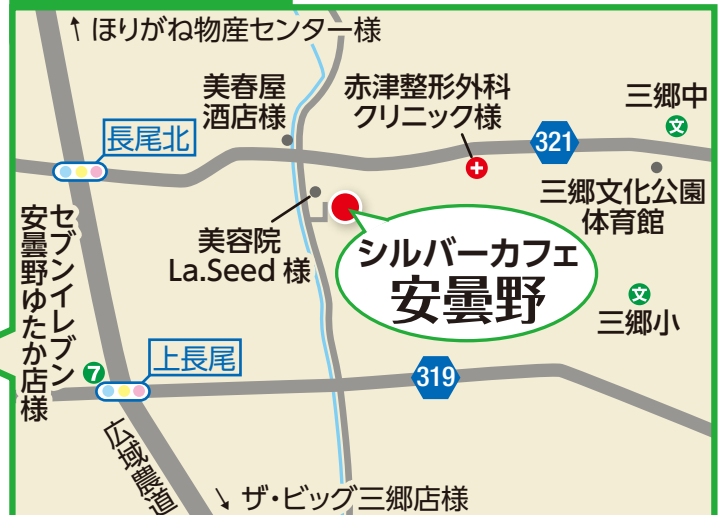 ↑ ほりがね物産センター様
美春屋
酒店様
赤津整形外科
クリニック様
三郷中
文
長尾北
321
三郷文化公園
体育館
美容院
La.Seed 様
シルバーカフェ
安曇野
セブンイレブン
安曇野ゆたか店様
文
三郷小
7
上長尾
319
広域農道
↘ ザ・ビッグ三郷店様